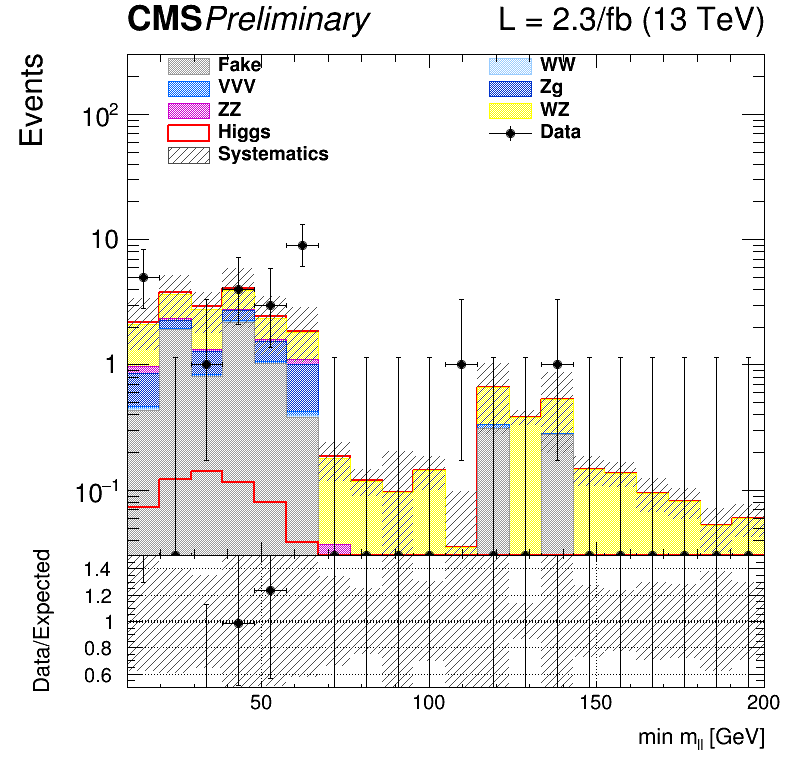 CMS Preliminary L = 2.3/fb (13 TeV)
Events
Fake WW
VVV Zg
ZZ WZ
Higgs Data
Systematics
10²
10
1
10⁻¹
Data/Expected
1.4
1.2
1
0.8
0.6
50 100 150 200
min m_ll [GeV]